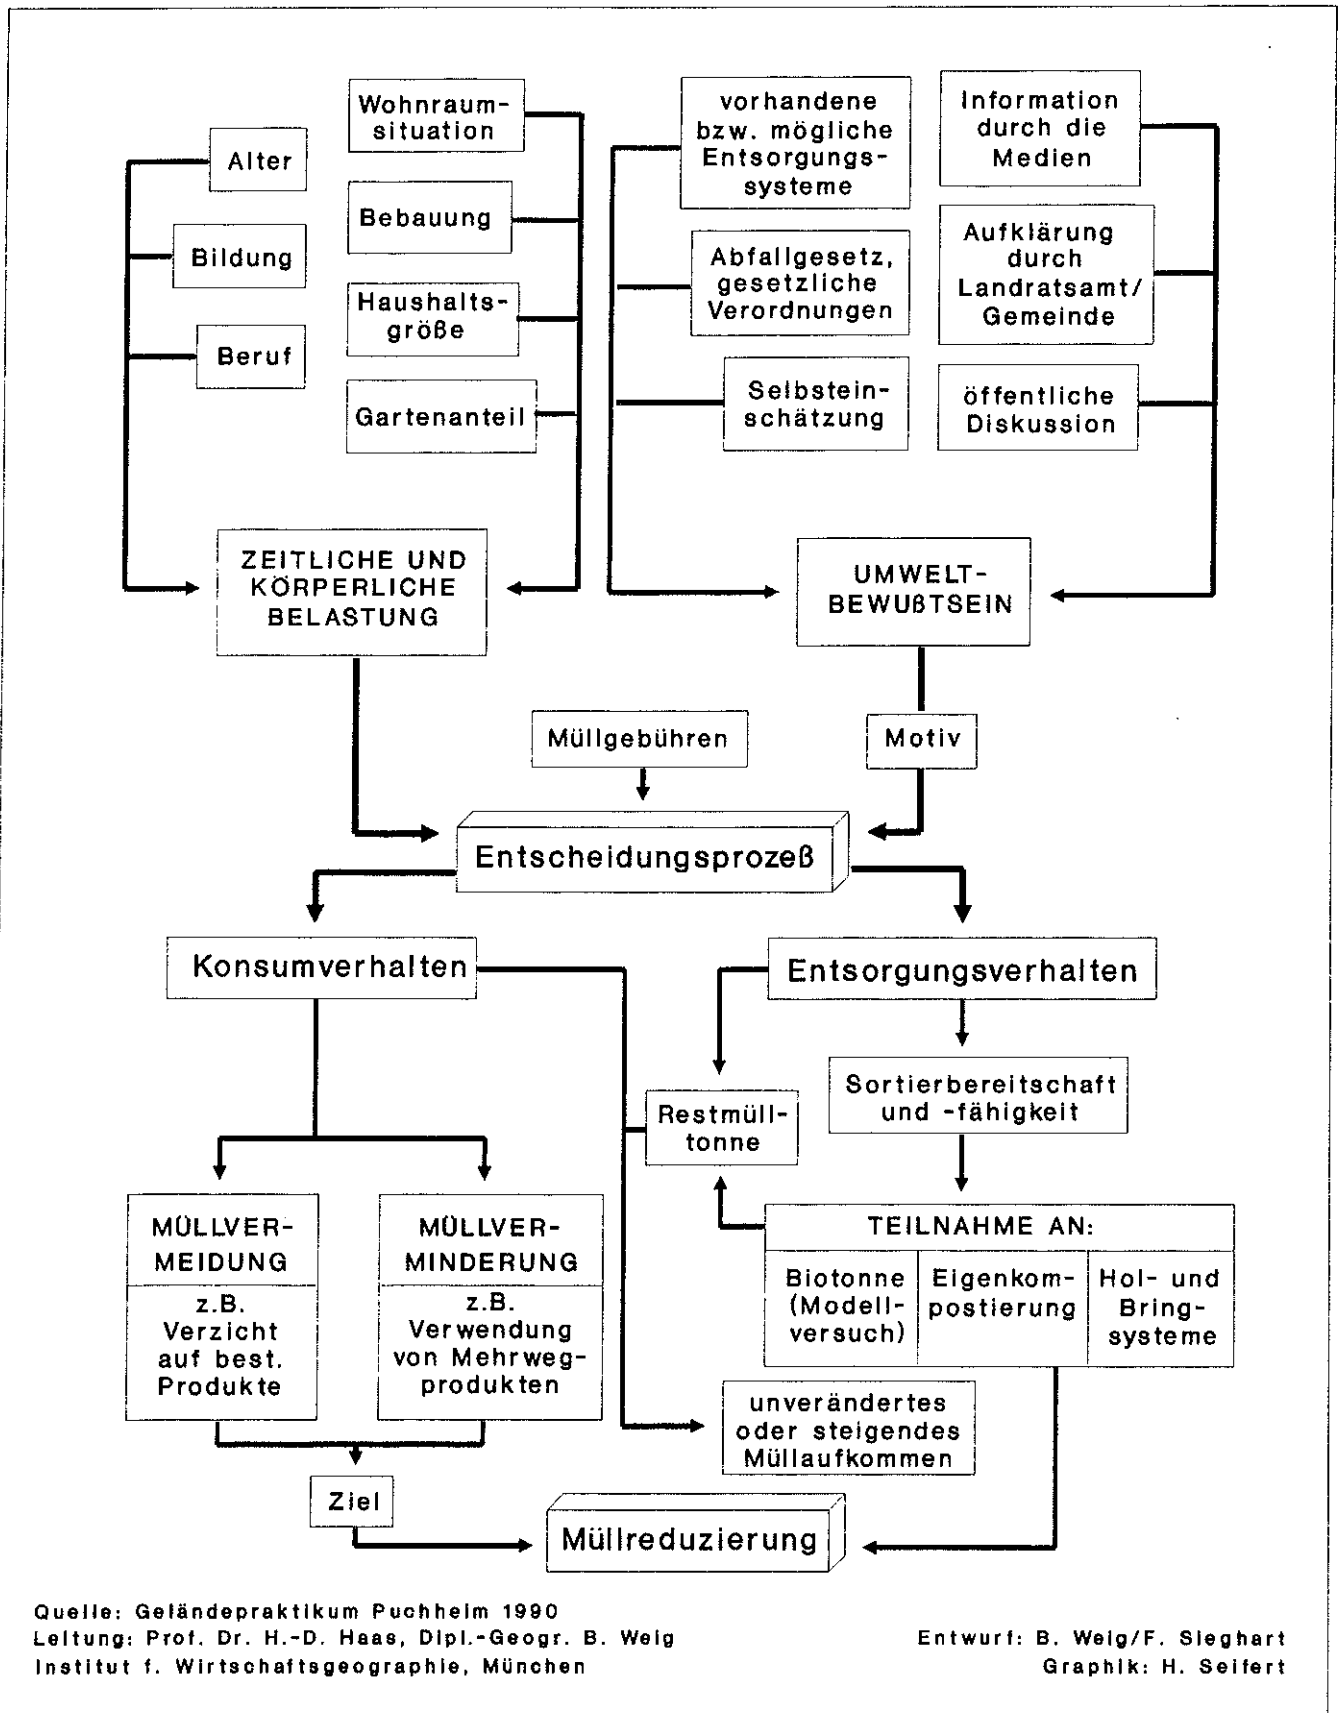 Wohnraum-
situation
Alter
Bebauung
Bildung
Haushalts-
größe
Beruf
Gartenanteil
vorhandene
bzw. mögliche
Entsorgungs-
systeme
Information
durch die
Medien
Abfallgesetz,
gesetzliche
Verordnungen
Aufklärung
durch
Landratsamt/
Gemeinde
Selbstein-
schätzung
öffentliche
Diskussion
ZEITLICHE UND
KÖRPERLICHE
BELASTUNG
UMWELT-
BEWUßTSEIN
Müllgebühren
Motiv
Entscheidungsprozeß
Konsumverhalten
Entsorgungsverhalten
Sortierbereitschaft
und -fähigkeit
Restmüll-
tonne
MÜLLVER-
MEIDUNG
z.B.
Verzicht
auf best.
Produkte
MÜLLVER-
MINDERUNG
z.B.
Verwendung
von Mehrweg-
produkten
TEILNAHME AN:
Biotonne
(Modell-
versuch)
Eigenkom-
postierung
Hol- und
Bring-
systeme
unverändertes
oder steigendes
Müllaufkommen
Ziel
Müllreduzierung
Quelle: Geländepraktikum Puchheim 1990
Leitung: Prof. Dr. H.-D. Haas, Dipl.-Geogr. B. Weig
Institut f. Wirtschaftsgeographie, München
Entwurf: B. Weig/F. Sieghart
Graphik: H. Seifert